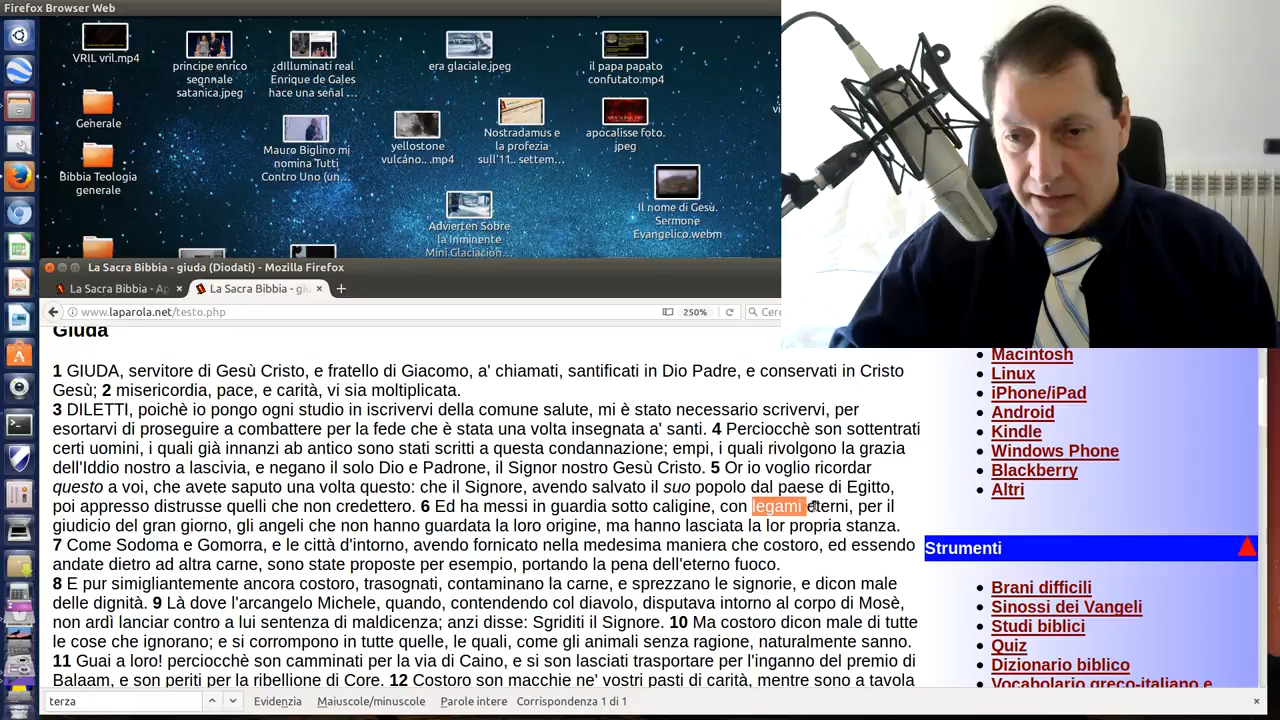 Firefox Browser Web
VRIL vril.mp4
principe enrico
segnnale
satanica.jpeg
¿dIlluminati real
Enrique de Gales
hace una señal ...
era glaciale.jpeg
il papa papato
confutato:mp4
Generale
Mauro Biglino mi
nomina Tutti
Contro Uno (un...
yellostone
vulcáno.. .mp4
Nostradamus e
la profezia
sull'11.. settem...
apocalisse foto.
jpeg
Bibbia Teologia
generale
Advierten Sobre
la Inminente
Mini Glaciación...
Il nome di Gesù.
Sermone
Evangelico.webm
La Sacra Bibbia - giuda (Diodati) - Mozilla Firefox
La Sacra Bibbia - Ap
La Sacra Bibbia - giu
www.laparola.net/testo.php
250%
Cerc
Giuda
1 GIUDA, servitore di Gesù Cristo, e fratello di Giacomo, a' chiamati, santificati in Dio Padre, e conservati in Cristo
Gesù; 2 misericordia, pace, e carità, vi sia moltiplicata.
3 DILETTI, poichè io pongo ogni studio in iscrivervi della comune salute, mi è stato necessario scrivervi, per
esortarvi di proseguire a combatter per la fede che è stata una volta insegnata a' santi. 4 Perciocchè son sottentrati
certi uomini, i quali già innanzi ab antico sono stati scritti a questa condannazione; empi, i quali rivolgono la grazia
dell'Iddio nostro a lascivia, e negano il solo Dio e Padrone, il Signor nostro Gesù Cristo. 5 Or io voglio ricordar
questo a voi, che avete saputo una volta questo: che il Signore, avendo salvato il suo popolo dal paese di Egitto,
poi appresso distrusse quelli che non credettero. 6 Ed ha messi in guardia sotto caligine, con legami eterni, per il
giudicio del gran giorno, gli angeli che non hanno guardata la loro origine, ma hanno lasciata la lor propria stanza.
7 Come Sodoma e Gomorra, e le città d'intorno, avendo fornicato nella medesima maniera che costoro, ed essendo
andate dietro ad altra carne, sono state proposte per esempio, portando la pena dell'eterno fuoco.
8 E pur simigliantemente ancora costoro, trasognati, contaminano la carne, e sprezzano le signorie, e dicon male
delle dignità. 9 Là dove l'arcangelo Michele, quando, contendendo col diavolo, disputava intorno al corpo di Mosè,
non ardì lanciar contro a lui sentenza di maldicenza; anzi disse: Sgriditi il Signore. 10 Ma costoro dicon male di tutte
le cose che ignorano; e si corrompono in tutte quelle, le quali, come gli animali senza ragione, naturalmente sanno.
11 Guai a loro! perciocchè son camminati per la via di Caino, e si son lasciati trasportare per l'inganno del premio di
Balaam, e son periti per la ribellione di Core. 12 Costoro son macchie ne' vostri pasti di carità, mentre sono a tavola
Macintosh
Linux
iPhone/iPad
Android
Kindle
Windows Phone
Blackberry
Altri
Strumenti
Brani difficili
Sinossi dei Vangeli
Studi biblici
Quiz
Dizionario biblico
Vocabolario greco-italiano e
terza
Evidenzia
Maiuscole/minuscole
Parole intere
Corrispondenza 1 di 1